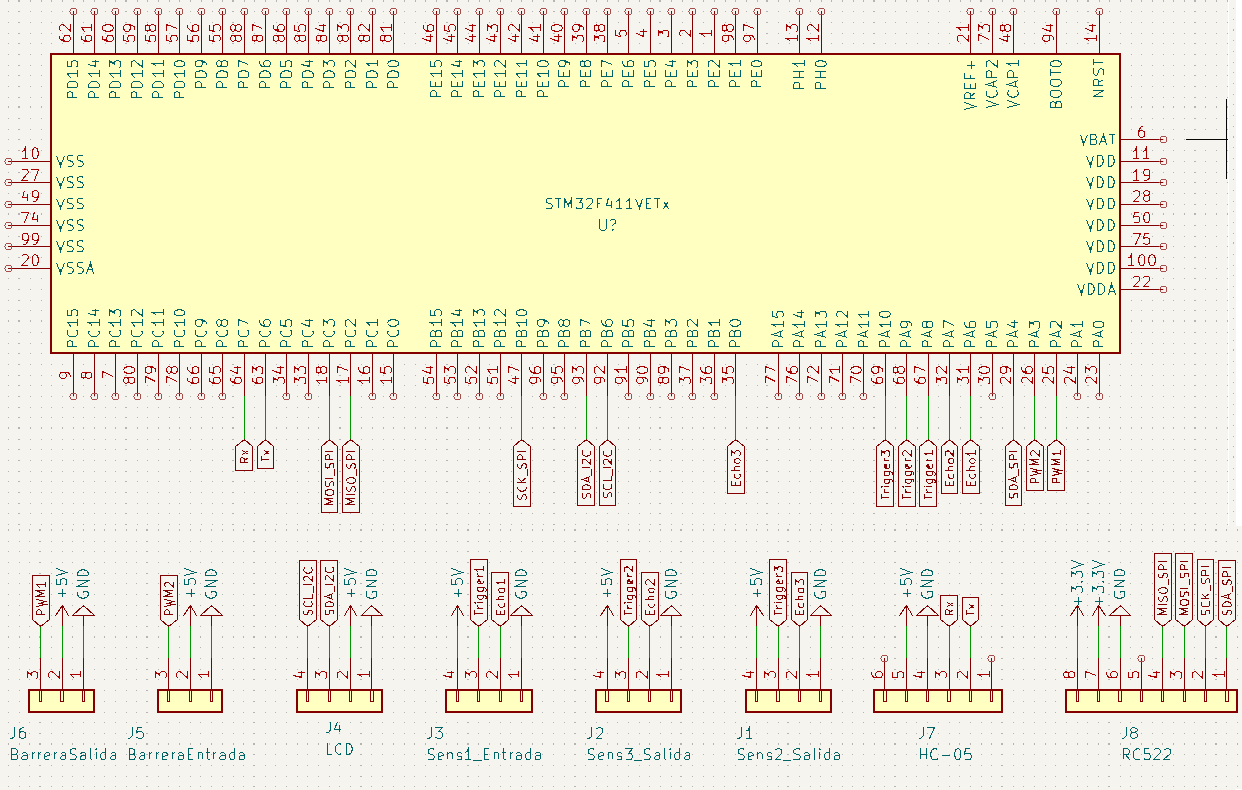 62 61 60 59 58 57 56 55 88 87 86 85 84 83 82 81 46 45 44 43 42 41 40 39 38 5 4 3 2 1 98 97 13 12 21 73 48 94 14
PD15 PD14 PD13 PD12 PD11 PD10 PD9 PD8 PD7 PD6 PD5 PD4 PD3 PD2 PD1 PD0 PE15 PE14 PE13 PE12 PE11 PE10 PE9 PE8 PE7 PE6 PE5 PE4 PE3 PE2 PE1 PE0 PH1 PH0 VREF+ VCAP2 VCAP1 BOOT0 NRST
VBAT 6
10 VSS VDD 11
27 VSS VDD 19
49 VSS STM32F411VETx VDD 28
74 VSS U? VDD 50
99 VSS VDD 75
20 VSSA VDD 100
VDDA 22
PC15 PC14 PC13 PC12 PC11 PC10 PC9 PC8 PC7 PC6 PC5 PC4 PC3 PC2 PC1 PC0 PB15 PB14 PB13 PB12 PB10 PB9 PB8 PB7 PB6 PB5 PB4 PB3 PB2 PB1 PB0 PA15 PA14 PA13 PA12 PA11 PA10 PA9 PA8 PA7 PA6 PA5 PA4 PA3 PA2 PA1 PA0
9 8 7 80 79 78 66 65 64 63 34 33 18 17 16 15 54 53 52 51 47 96 95 93 92 91 90 89 37 36 35 77 76 72 71 70 69 68 67 32 31 30 29 26 25 24 23
Rx Tw MOSI_SPI MISO_SPI SCK_SPI SDA_I2C SCL_I2C Echo3 Trigger3 Trigger2 Trigger1 Echo2 Echo1 SDA_SPI PWM2 PWM1
PWM1 +5V GND PWM2 +5V GND SCL_I2C SDA_I2C +5V GND +5V Trigger1 Echo1 GND +5V Trigger2 Echo2 GND +5V Trigger3 Echo3 GND +5V GND Rx Tw +3.3V +3.3V GND MISO_SPI MOSI_SPI SCK_SPI SDA_SPI
3 2 1 3 2 1 4 3 2 1 4 3 2 1 4 3 2 1 4 3 2 1 6 5 4 3 2 1 8 7 6 5 4 3 2 1
J6 J5 J4 J3 J2 J1 J7 J8
BarreraSalida BarreraEntrada LCD Sens1_Entrada Sens3_Salida Sens2_Salida HC-05 RC522